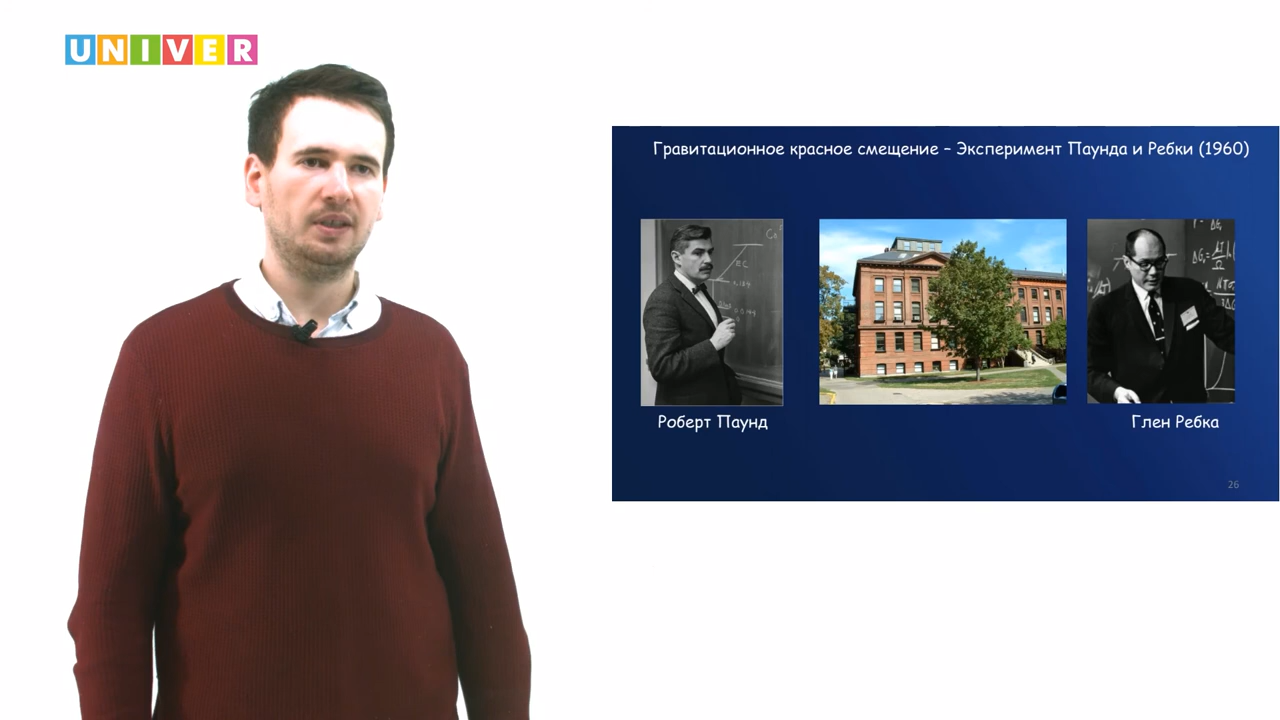 UNIVER
Гравитационное красное смещение – Эксперимент Паунда и Ребки (1960)
Роберт Паунд
Глен Ребка
26